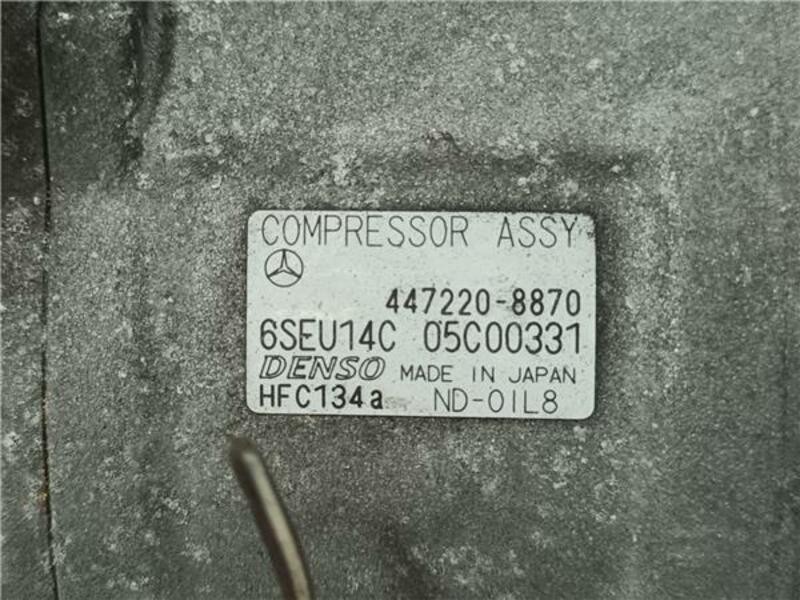 COMPRESSOR ASSY
447220-8870
6SEU14C 05C00331
DENSO MADE IN JAPAN
HFC134a ND-OIL8